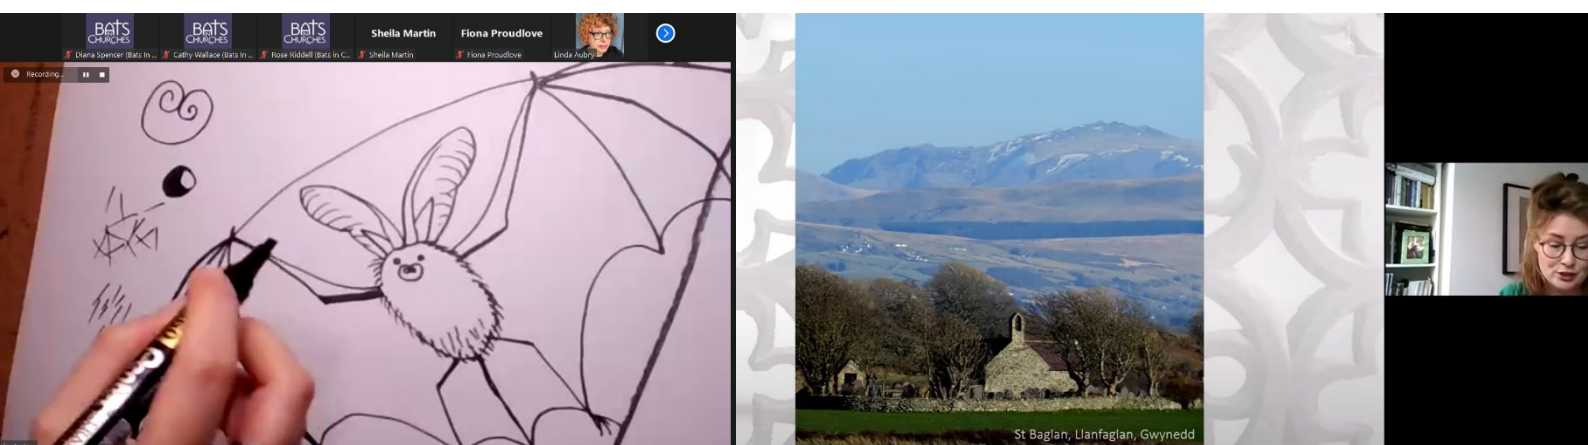 BATS
CHURCHES
BATS
CHURCHES
BATS
CHURCHES
Sheila Martin
Fiona Proudlove
Diana Spencer (Bats In ...
Cathy Wallace (Bats In ...
Rose Riddell (Bats in C...
Sheila Martin
Fiona Proudlove
Linda Aubry
Recording...
St Baglan, Llanfaglan, Gwynedd